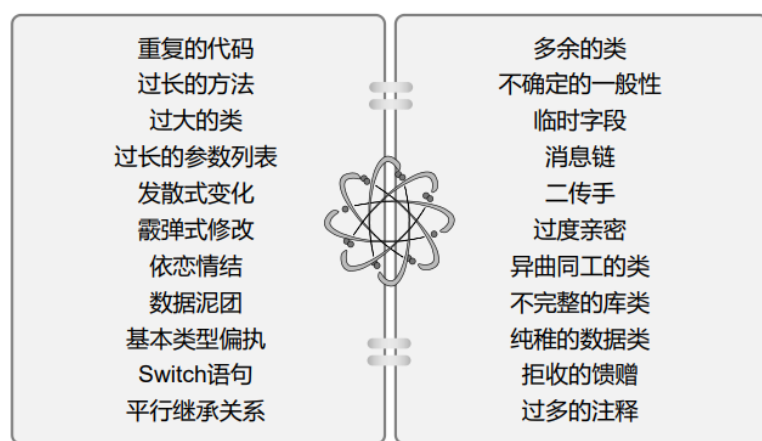 重复的代码
过长的方法
过大的类
过长的参数列表
发散式变化
霰弹式修改
依恋情结
数据泥团
基本类型偏执
Switch语句
平行继承关系
多余的类
不确定的一般性
临时字段
消息链
二传手
过度亲密
异曲同工的类
不完整的库类
纯稚的数据类
拒收的馈赠
过多的注释